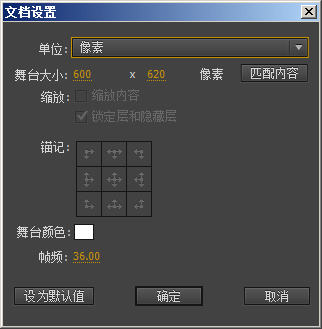 文档设置
单位: 像素
舞台大小: 600 x 620 像素 匹配内容
缩放: 缩放内容
锁定层和隐藏层
锚记:
舞台颜色:
帧频: 36.00
设为默认值 确定 取消